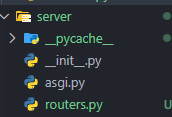 server
__pycache__
__init__.py
asgi.py
routers.py U